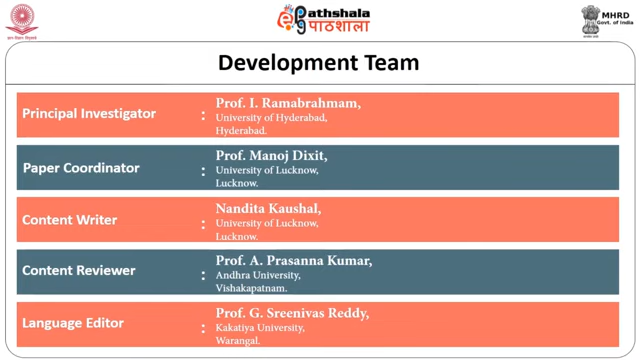 Pathshala
पाठशाला
MHRD
Govt. of India
Development Team
Principal Investigator
:
Prof. I. Ramabrahmam,
University of Hyderabad,
Hyderabad.
Paper Coordinator
:
Prof. Manoj Dixit,
University of Lucknow,
Lucknow.
Content Writer
:
Nandita Kaushal,
University of Lucknow,
Lucknow.
Content Reviewer
:
Prof. A. Prasanna Kumar,
Andhra University,
Vishakapatnam.
Language Editor
:
Prof. G. Sreenivas Reddy,
Kakatiya University,
Warangal.